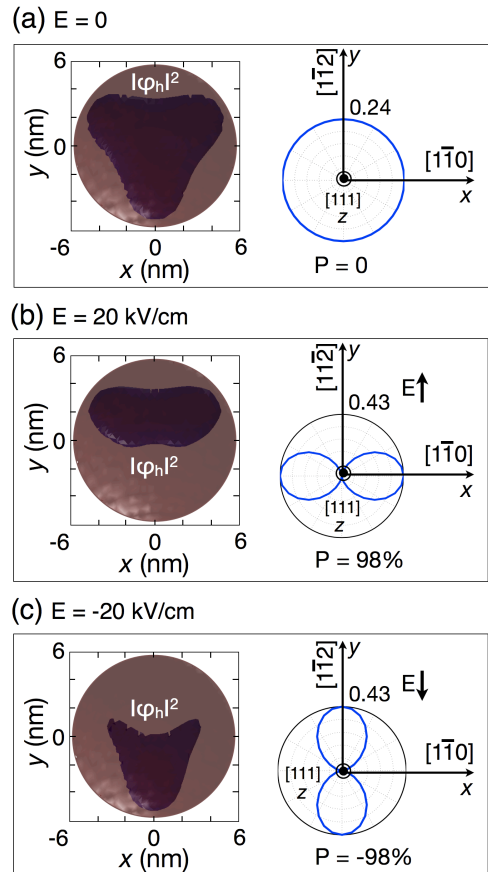 (a) E = 0
6
|φh|²
y (nm)
0
-6
0
6
x (nm)
[11̄2] y
0.24
[11̄0]
[111]
z
x
P = 0
(b) E = 20 kV/cm
6
y (nm)
0
|φh|²
-6
0
6
x (nm)
[11̄2] y
E
0.43
[11̄0]
[111]
z
x
P = 98%
(c) E = -20 kV/cm
6
|φh|²
y (nm)
0
-6
0
6
x (nm)
[11̄2] y
0.43
E
[11̄0]
[111]
z
x
P = -98%